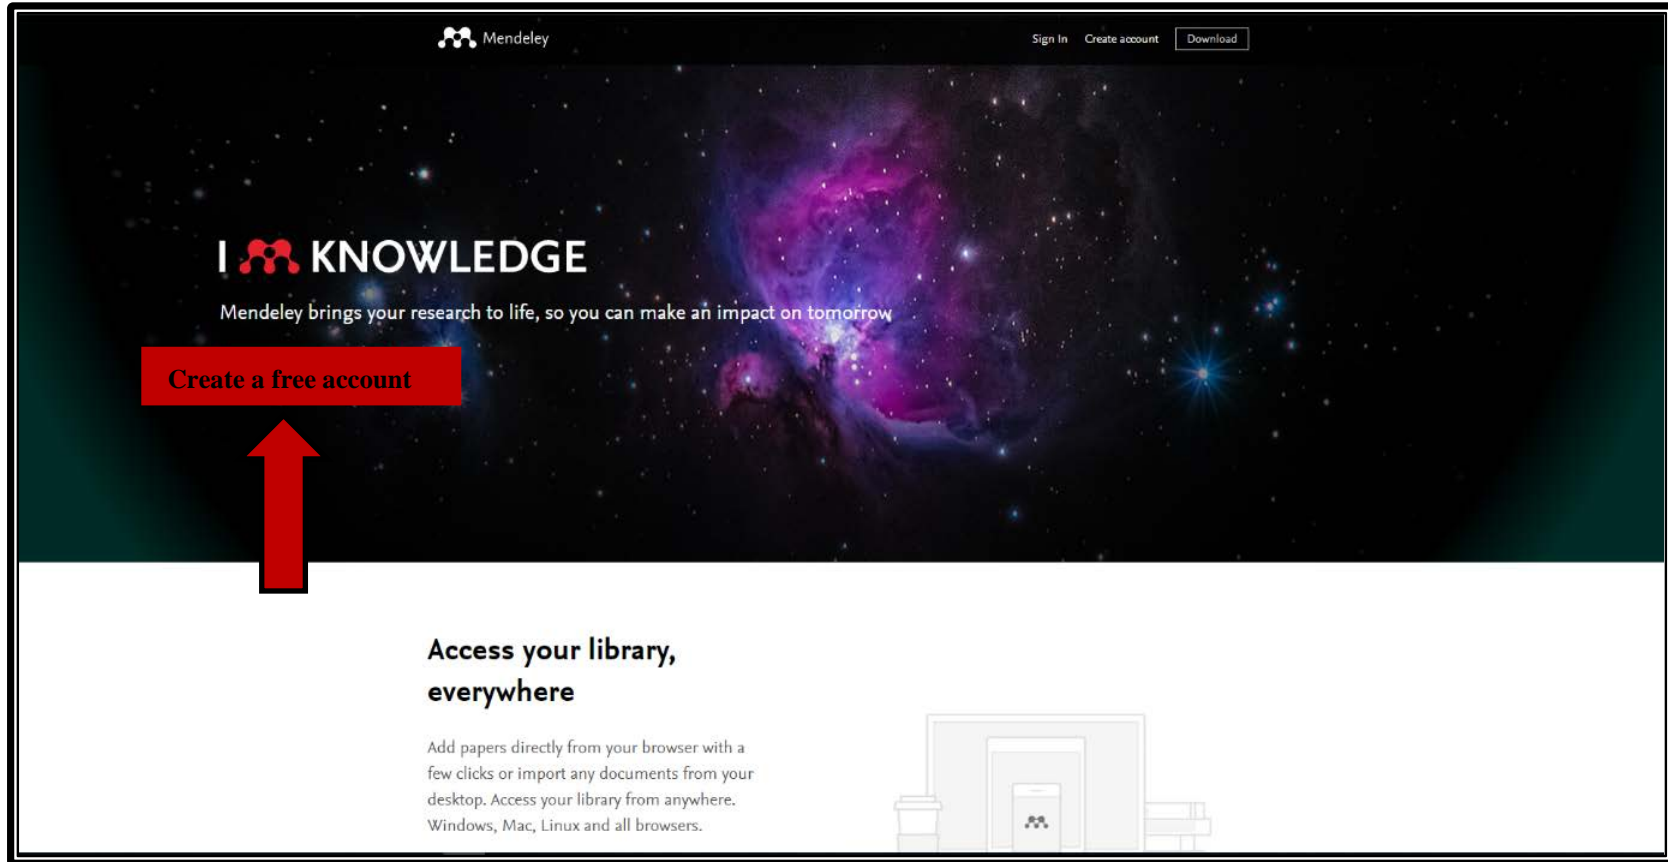 Mendeley
Sign In Create account Download
I KNOWLEDGE
Mendeley brings your research to life, so you can make an impact on tomorrow
Create a free account
Access your library,
everywhere
Add papers directly from your browser with a
few clicks or import any documents from your
desktop. Access your library from anywhere.
Windows, Mac, Linux and all browsers.